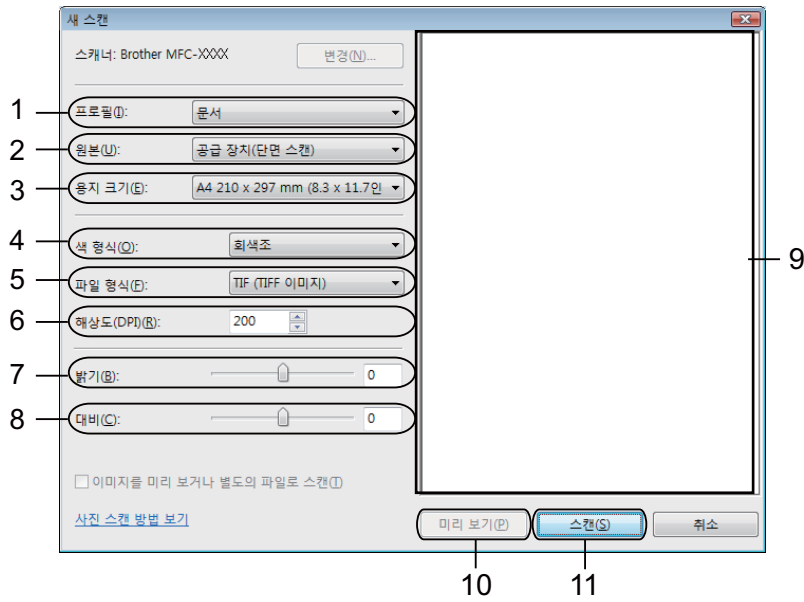 새 스캔
스캐너: Brother MFC-XXXX 변경(N)...
1 프로필(I): 문서
2 원본(U): 공급 장치(단면 스캔)
3 용지 크기(E): A4 210 x 297 mm (8.3 x 11.7인
4 색 형식(O): 회색조
9
5 파일 형식(F): TIF (TIFF 이미지)
6 해상도(DPI)(R): 200
7 밝기(B): 0
8 대비(C): 0
이미지를 미리 보거나 별도의 파일로 스캔(T)
사진 스캔 방법 보기 미리 보기(P) 스캔(S) 취소
10 11